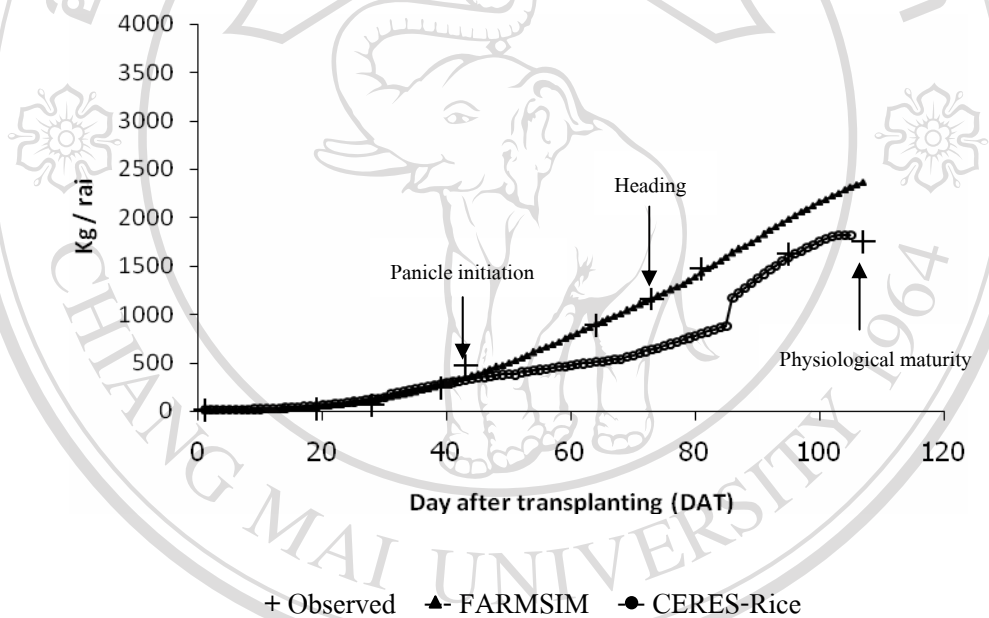 4000
3500
3000
2500
2000
1500
1000
500
0
Kg / rai
Panicle initiation
Heading
Physiological maturity
0 20 40 60 80 100 120
Day after transplanting (DAT)
+ Observed FARMSIM CERES-Rice
CHIANG MAI UNIVERSITY 1964